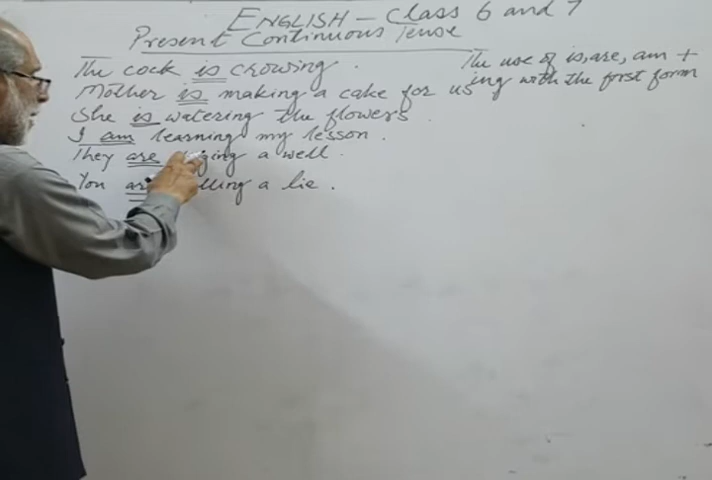 ENGLISH - Class 6 and 7
Present Continuous Tense
The use of is, are, am +
ing with the first form
The cock is crowing.
Mother is making a cake for us
She is watering the flowers.
I am learning my lesson.
They are a well.
You a lie.